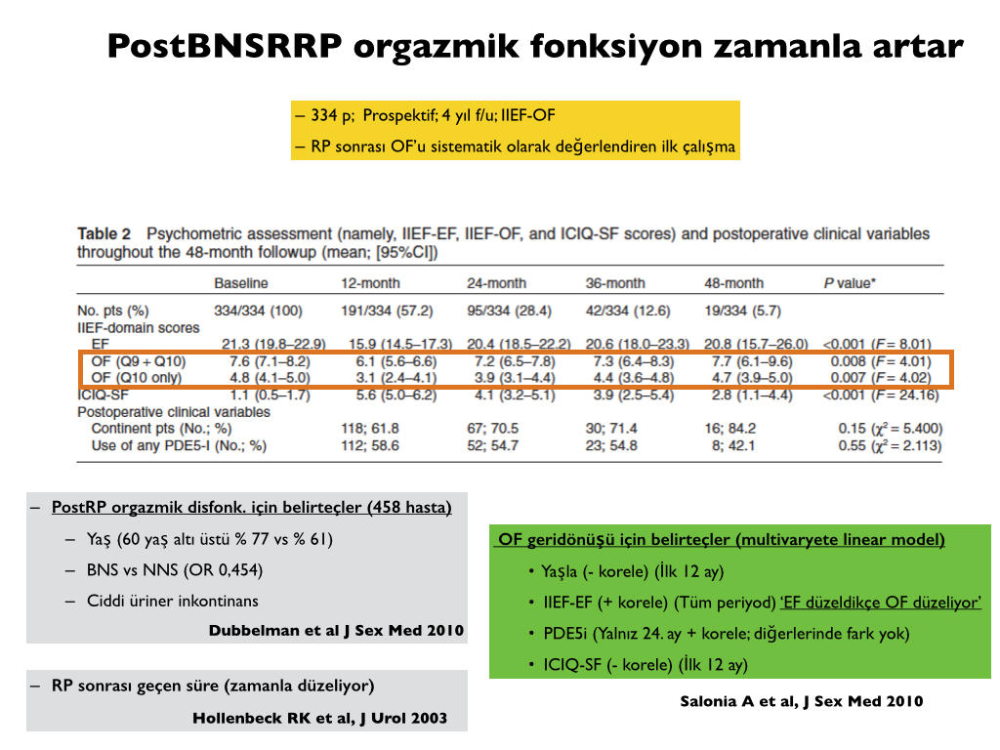 PostBNSRRP orgazmik fonksiyon zamanla artar
– 334 p;  Prospektif; 4 yıl f/u; IIEF-OF
– RP sonrası OF’u sistematik olarak değerlendiren ilk çalışma
Table 2   Psychometric assessment (namely, IIEF-EF, IIEF-OF, and ICIQ-SF scores) and postoperative clinical variables
throughout the 48-month followup (mean; [95%CI])
Baseline 12-month 24-month 36-month 48-month P value*
No. pts (%) 334/334 (100) 191/334 (57.2) 95/334 (28.4) 42/334 (12.6) 19/334 (5.7)
IIEF-domain scores
EF 21.3 (19.8–22.9) 15.9 (14.5–17.3) 20.4 (18.5–22.2) 20.6 (18.0–23.3) 20.8 (15.7–26.0) <0.001 (F = 8.01)
OF (Q9 + Q10) 7.6 (7.1–8.2) 6.1 (5.6–6.6) 7.2 (6.5–7.8) 7.3 (6.4–8.3) 7.7 (6.1–9.6) 0.008 (F = 4.01)
OF (Q10 only) 4.8 (4.1–5.0) 3.1 (2.4–4.1) 3.9 (3.1–4.4) 4.4 (3.6–4.8) 4.7 (3.9–5.0) 0.007 (F = 4.02)
ICIQ-SF 1.1 (0.5–1.7) 5.6 (5.0–6.2) 4.1 (3.2–5.1) 3.9 (2.5–5.4) 2.8 (1.1–4.4) <0.001 (F = 24.16)
Postoperative clinical variables
Continent pts (No.; %) 118; 61.8 67; 70.5 30; 71.4 16; 84.2 0.15 (χ² = 5.400)
Use of any PDE5-I (No.; %) 112; 58.6 52; 54.7 23; 54.8 8; 42.1 0.55 (χ² = 2.113)
– PostRP orgazmik disfonk. için belirteçler (458 hasta)
– Yaş (60 yaş altı üstü % 77 vs % 61)
– BNS vs NNS (OR 0,454)
– Ciddi üriner inkontinans
Dubbelman et al J Sex Med 2010
– RP sonrası geçen süre (zamanla düzeliyor)
Hollenbeck RK et al, J Urol 2003
OF geridönüşü için belirteçler (multivaryete linear model)
• Yaşla (- korele) (İlk 12 ay)
• IIEF-EF (+ korele) (Tüm periyod) ‘EF düzeldikçe OF düzeliyor’
• PDE5i (Yalnız 24. ay + korele; diğerlerinde fark yok)
• ICIQ-SF (- korele) (İlk 12 ay)
Salonia A et al, J Sex Med 2010